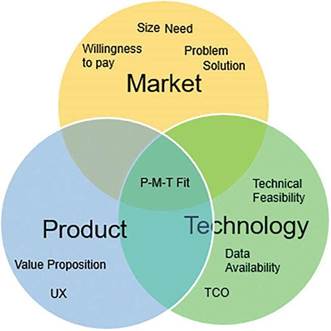 Size Need
Willingness
to pay
Problem
Solution
Market
P-M-T Fit
Product
Value Proposition
UX
Technology
Technical
Feasibility
Data
Availability
TCO